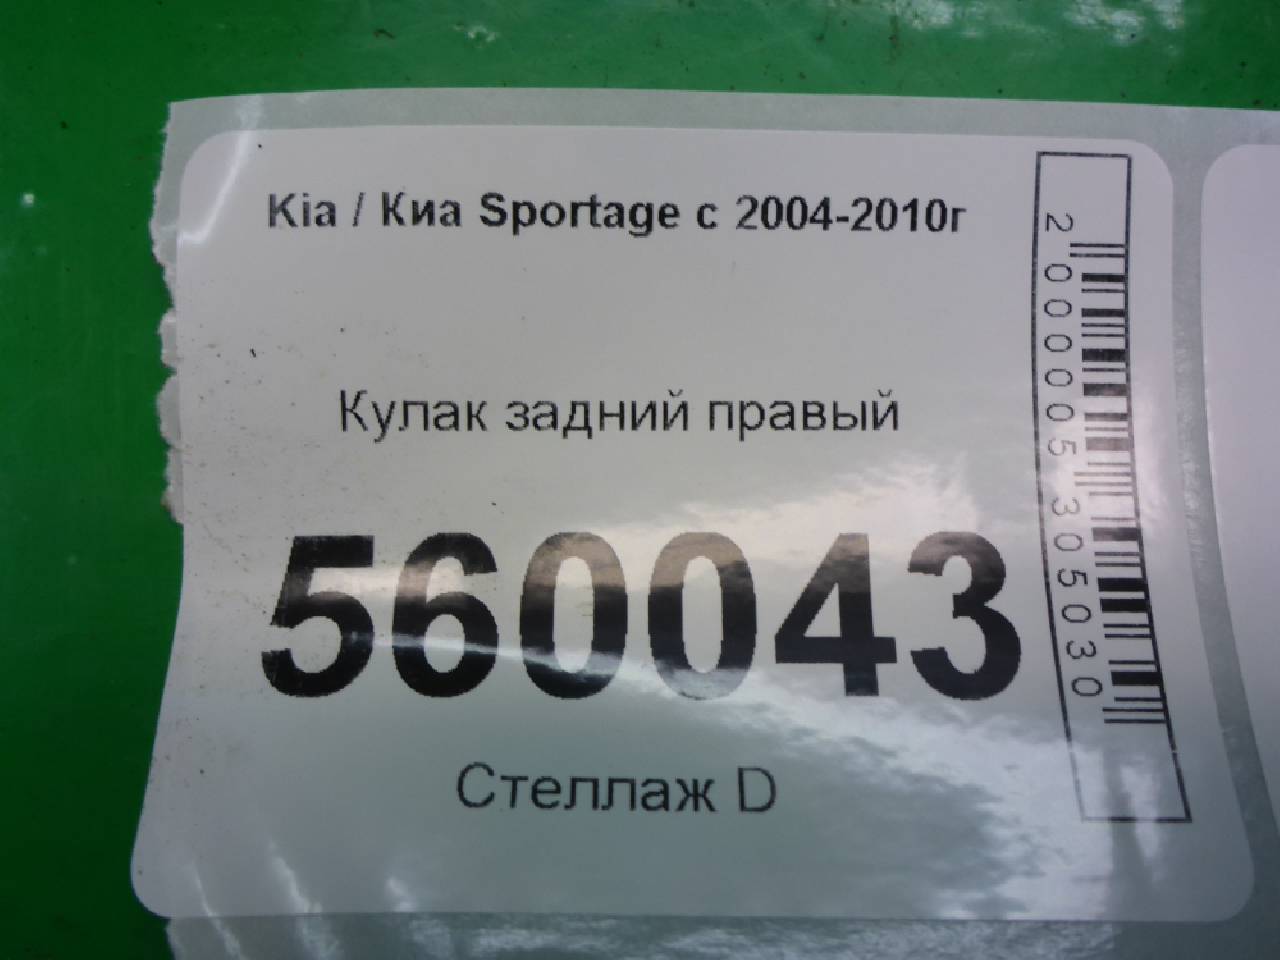 Kia / Киа Sportage с 2004-2010г
Кулак задний правый
560043
Стеллаж D
2000005305030